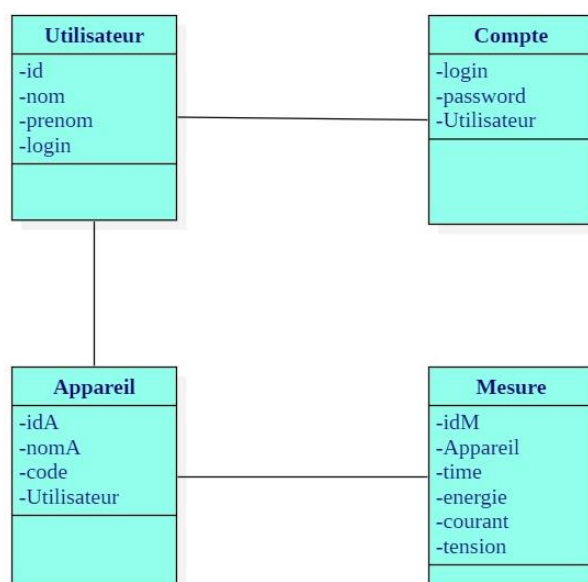 Utilisateur
-id
-nom
-prenom
-login
Compte
-login
-password
-Utilisateur
Appareil
-idA
-nomA
-code
-Utilisateur
Mesure
-idM
-Appareil
-time
-energie
-courant
-tension